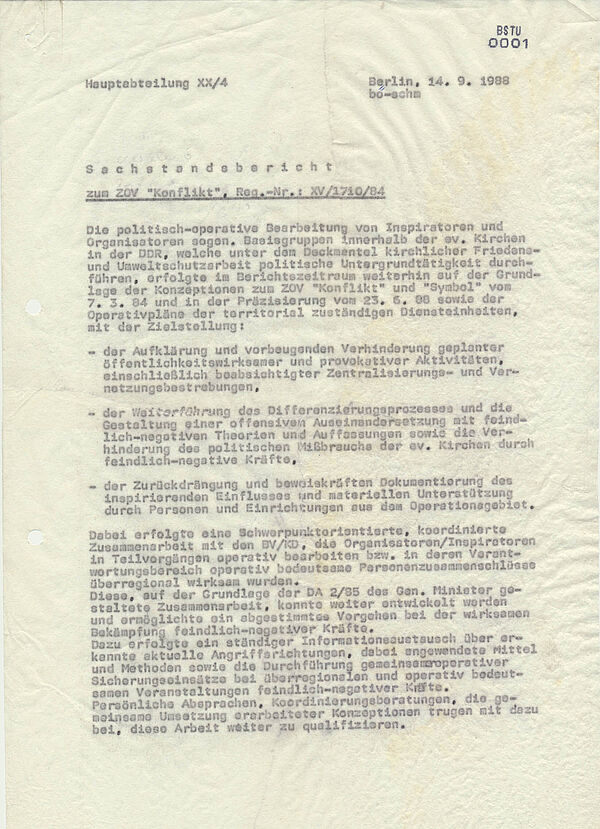 BSTU
0001
Hauptabteilung XX/4
Berlin, 14. 9. 1988
bö-schm
S a c h s t a n d s b e r i c h t
zum ZOV "Konflikt", Reg.-Nr.: XV/1710/84
Die politisch-operative Bearbeitung von Inspiratoren und
Organisatoren sogen. Basisgruppen innerhalb der ev. Kirchen
in der DDR, welche unter dem Deckmantel kirchlicher Friedens-
und Umweltschutzarbeit politische Untergrundtätigkeit durch-
führen, erfolgte im Berichtszeitraum weiterhin auf der Grund-
lage der Konzeptionen zum ZOV "Konflikt" und "Symbol" vom
7. 3. 84 und in der Präzisierung vom 23. 6. 88 sowie der
Operativpläne der territorial zuständigen Diensteinheiten,
mit der Zielstellung:
- der Aufklärung und vorbeugenden Verhinderung geplanter
öffentlichkeitswirksamer und provokativer Aktivitäten,
einschließlich beabsichtigter Zentralisierungs- und Ver-
netzungsbestrebungen,
- der Weiterführung des Differenzierungsprozesses und die
Gestaltung einer offensiven Auseinandersetzung mit feind-
lich-negativen Theorien und Auffassungen sowie die Ver-
hinderung des politischen Mißbrauchs der ev. Kirchen durch
feindlich-negative Kräfte,
- der Zurückdrängung und beweiskräften Dokumentierung des
inspirierenden Einflusses und materiellen Unterstützung
durch Personen und Einrichtungen aus dem Operationsgebiet.
Dabei erfolgte eine Schwerpunktorientierte, koordinierte
Zusammenarbeit mit den BV/KD, die Organisatoren/Inspiratoren
in Teilvorgängen operativ bearbeiten bzw. in deren Verant-
wortungsbereich operativ bedeutsame Personenzusammenschlüsse
überregional wirksam wurden.
Diese, auf der Grundlage der DA 2/85 des Gen. Minister ge-
staltete Zusammenarbeit, konnte weiter entwickelt werden
und ermöglichte ein abgestimmtes Vorgehen bei der wirksamen
Bekämpfung feindlich-negativer Kräfte.
Dazu erfolgte ein ständiger Informationsaustausch über er-
kannte aktuelle Angriffsrichtungen, dabei angewendete Mittel
und Methoden sowie die Durchführung gemeinsamer operativer
Sicherungseinsätze bei überregionalen und operativ bedeut-
samen Veranstaltungen feindlich-negativer Kräfte.
Persönliche Absprachen, Koordinierungsberatungen, die ge-
meinsame Umsetzung erarbeiteter Konzeptionen trugen mit dazu
bei, diese Arbeit weiter zu qualifizieren.